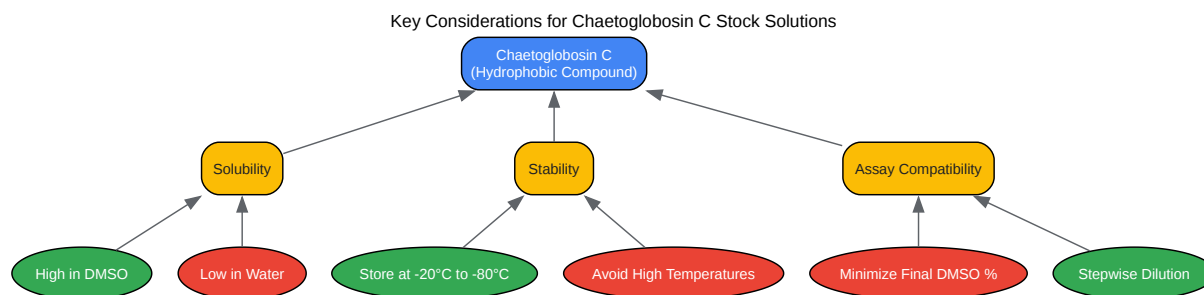 Key Considerations for Chaetoglobosin C Stock Solutions
Chaetoglobosin C
(Hydrophobic Compound)
Solubility
Stability
Assay Compatibility
High in DMSO
Low in Water
Store at -20°C to -80°C
Avoid High Temperatures
Minimize Final DMSO %
Stepwise Dilution